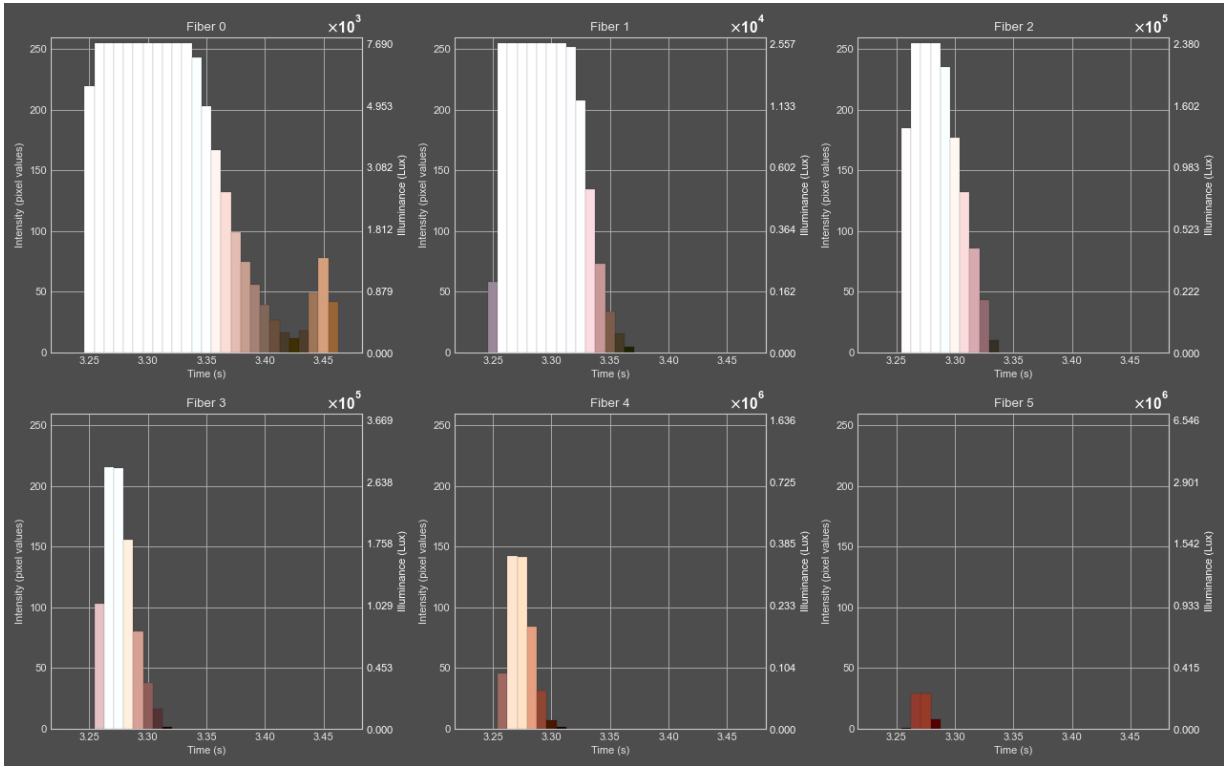 Fiber 0 ×10³
Fiber 1 ×10⁴
Fiber 2 ×10⁵
250 7.690
200 4.953
150 3.082
100 1.812
50 0.879
0 0.000
3.25 3.30 3.35 3.40 3.45
Time (s)
Intensity (pixel values)
Illuminance (Lux)
250 2.557
200 1.133
150 0.602
100 0.364
50 0.162
0 0.000
3.25 3.30 3.35 3.40 3.45
Time (s)
Intensity (pixel values)
Illuminance (Lux)
250 2.380
200 1.602
150 0.983
100 0.523
50 0.222
0 0.000
3.25 3.30 3.35 3.40 3.45
Time (s)
Intensity (pixel values)
Illuminance (Lux)
Fiber 3 ×10⁵
Fiber 4 ×10⁶
Fiber 5 ×10⁶
250 3.669
200 2.638
150 1.758
100 1.029
50 0.453
0 0.000
3.25 3.30 3.35 3.40 3.45
Time (s)
Intensity (pixel values)
Illuminance (Lux)
250 1.636
200 0.725
150 0.385
100 0.233
50 0.104
0 0.000
3.25 3.30 3.35 3.40 3.45
Time (s)
Intensity (pixel values)
Illuminance (Lux)
250 6.546
200 2.901
150 1.542
100 0.933
50 0.415
0 0.000
3.25 3.30 3.35 3.40 3.45
Time (s)
Intensity (pixel values)
Illuminance (Lux)